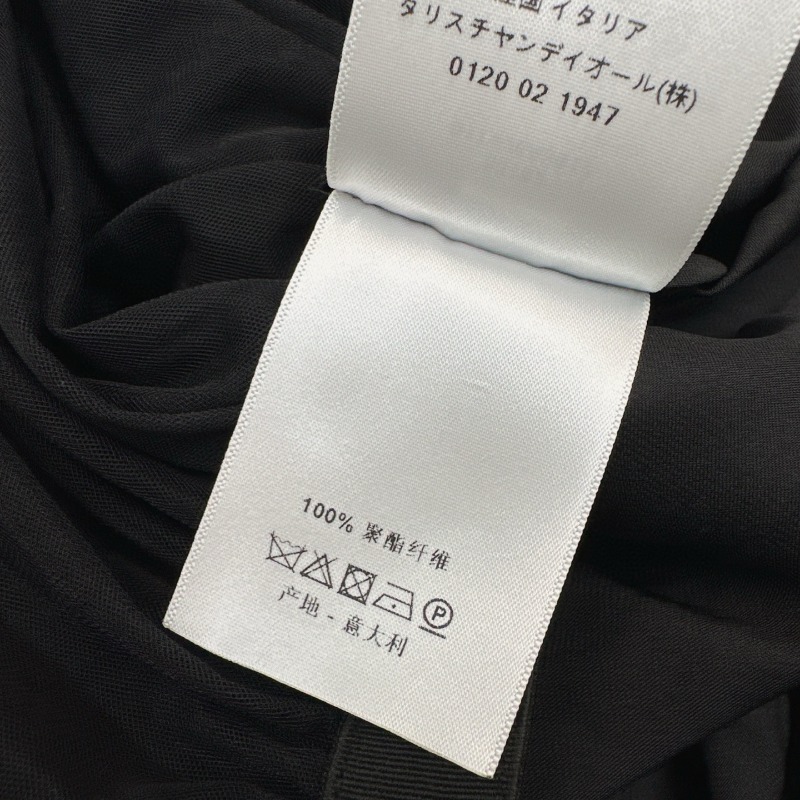 国イタリア
タリスチャンディオール(株)
0120 02 1947
100% 聚酯纤维
P
产地 - 意大利